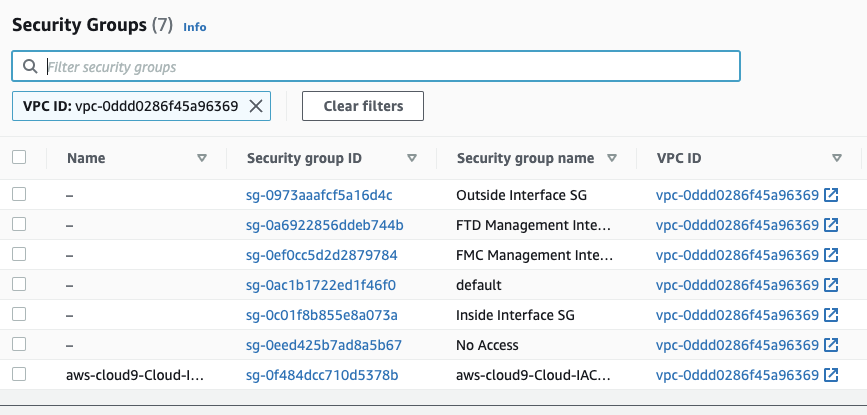 Security Groups (7) Info
Filter security groups
VPC ID: vpc-0ddd0286f45a96369 Clear filters
Name Security group ID Security group name VPC ID
– sg-0973aaafcf5a16d4c Outside Interface SG vpc-0ddd0286f45a96369
– sg-0a6922856ddeb744b FTD Management Inte... vpc-0ddd0286f45a96369
– sg-0ef0cc5d2d2879784 FMC Management Inte... vpc-0ddd0286f45a96369
– sg-0ac1b1722ed1f46f0 default vpc-0ddd0286f45a96369
– sg-0c01f8b855e8a073a Inside Interface SG vpc-0ddd0286f45a96369
– sg-0eed425b7ad8a5b67 No Access vpc-0ddd0286f45a96369
aws-cloud9-Cloud-I... sg-0f484dcc710d5378b aws-cloud9-Cloud-IAC... vpc-0ddd0286f45a96369